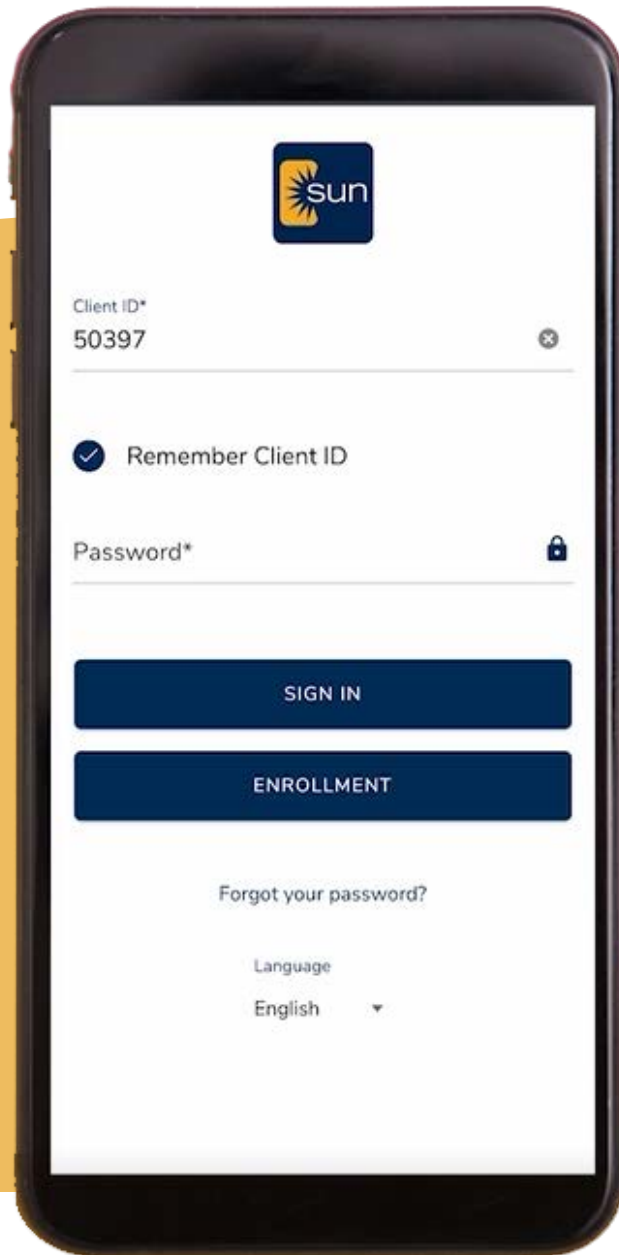 sun
Client ID*
50397
Remember Client ID
Password*
SIGN IN
ENROLLMENT
Forgot your password?
Language
English